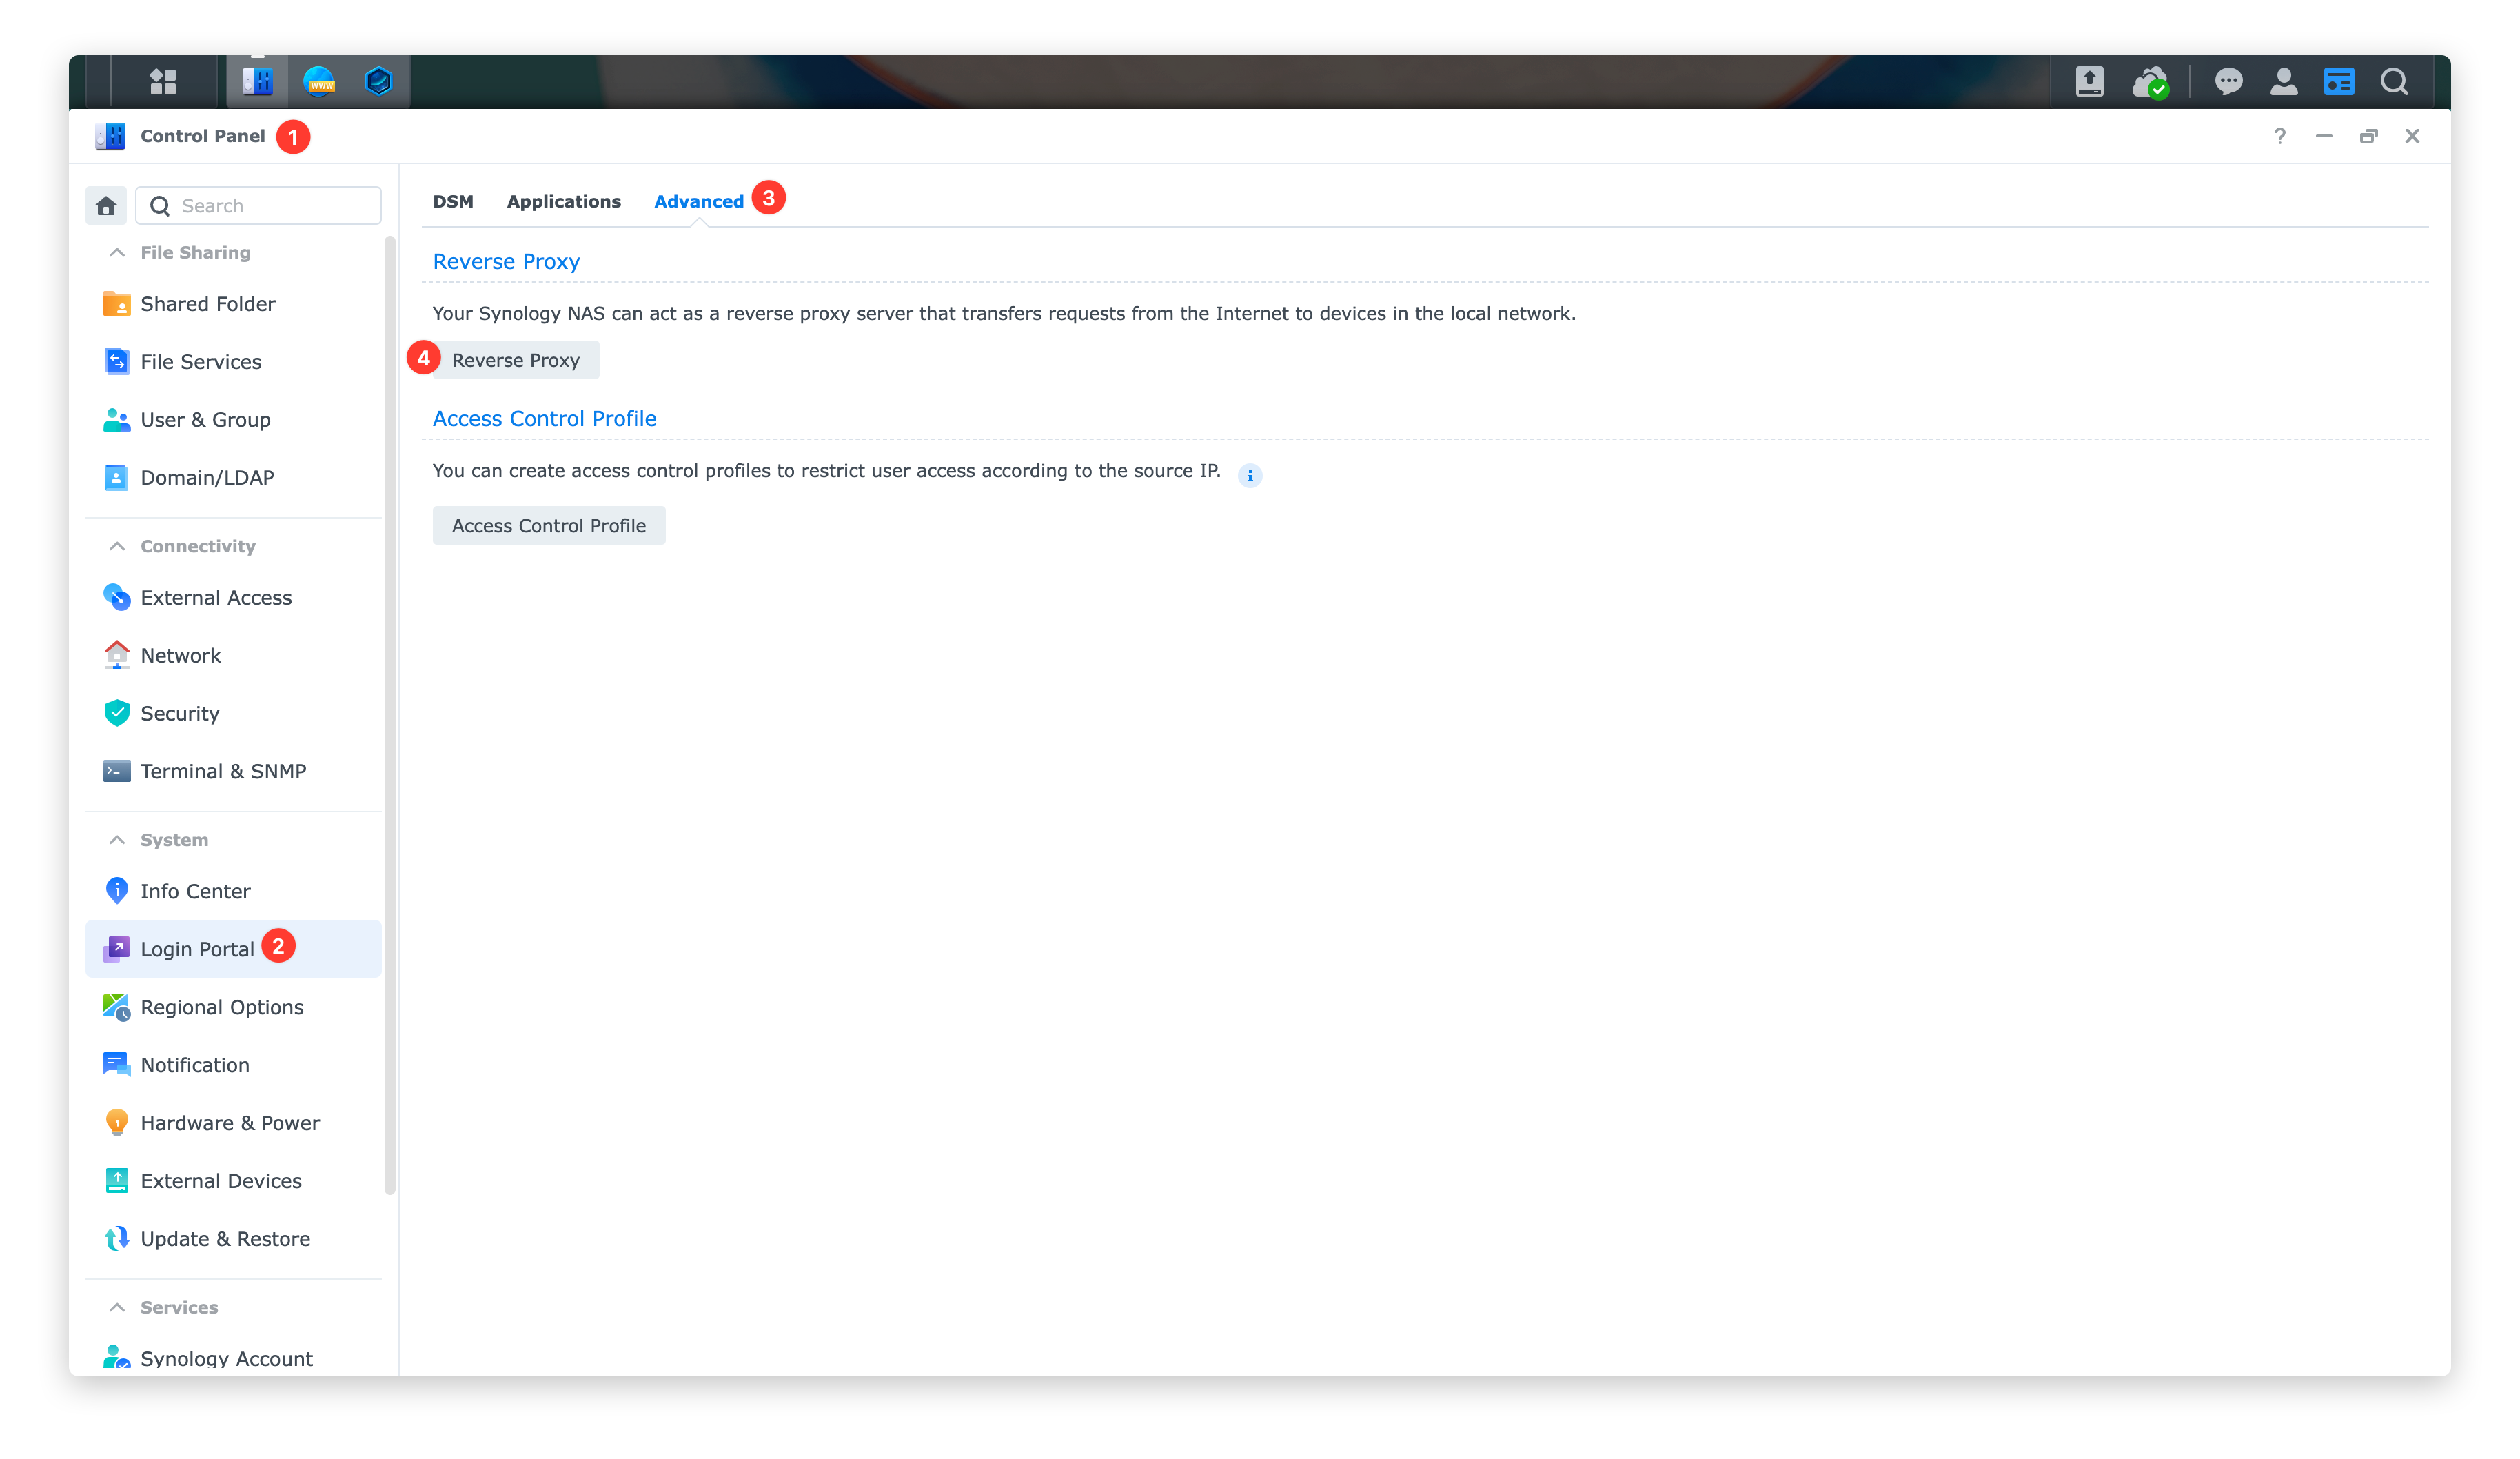 www
Control Panel 1
Search
File Sharing
Shared Folder
File Services
User & Group
Domain/LDAP
Connectivity
External Access
Network
Security
Terminal & SNMP
System
Info Center
Login Portal 2
Regional Options
Notification
Hardware & Power
External Devices
Update & Restore
Services
Synology Account
DSM Applications Advanced 3
Reverse Proxy
Your Synology NAS can act as a reverse proxy server that transfers requests from the Internet to devices in the local network.
4 Reverse Proxy
Access Control Profile
You can create access control profiles to restrict user access according to the source IP.
Access Control Profile